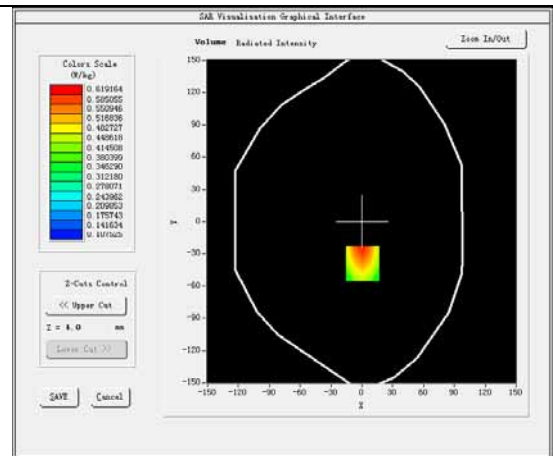 SAR Visualisation Graphical Interface
Volume Radiated Intensity
Zoom In/Out
Colors Scale
(W/kg)
0.619164
0.585055
0.550946
0.516836
0.482727
0.448618
0.414508
0.380399
0.346290
0.312180
0.278071
0.243962
0.209853
0.175743
0.141634
0.107525
Z-Cuts Control
<< Upper Cut
Z = 4.0 mm
Lower Cut >>
SAVE
Cancel
150
120
90
60
30
0
-30
-60
-90
-120
-150
Y
-150 -120 -90 -60 -30 0 30 60 90 120 150
X